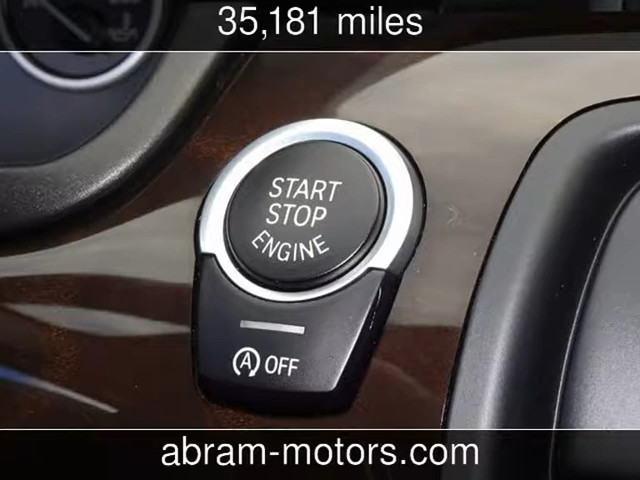 35,181 miles
START
STOP
ENGINE
A OFF
abram-motors.com